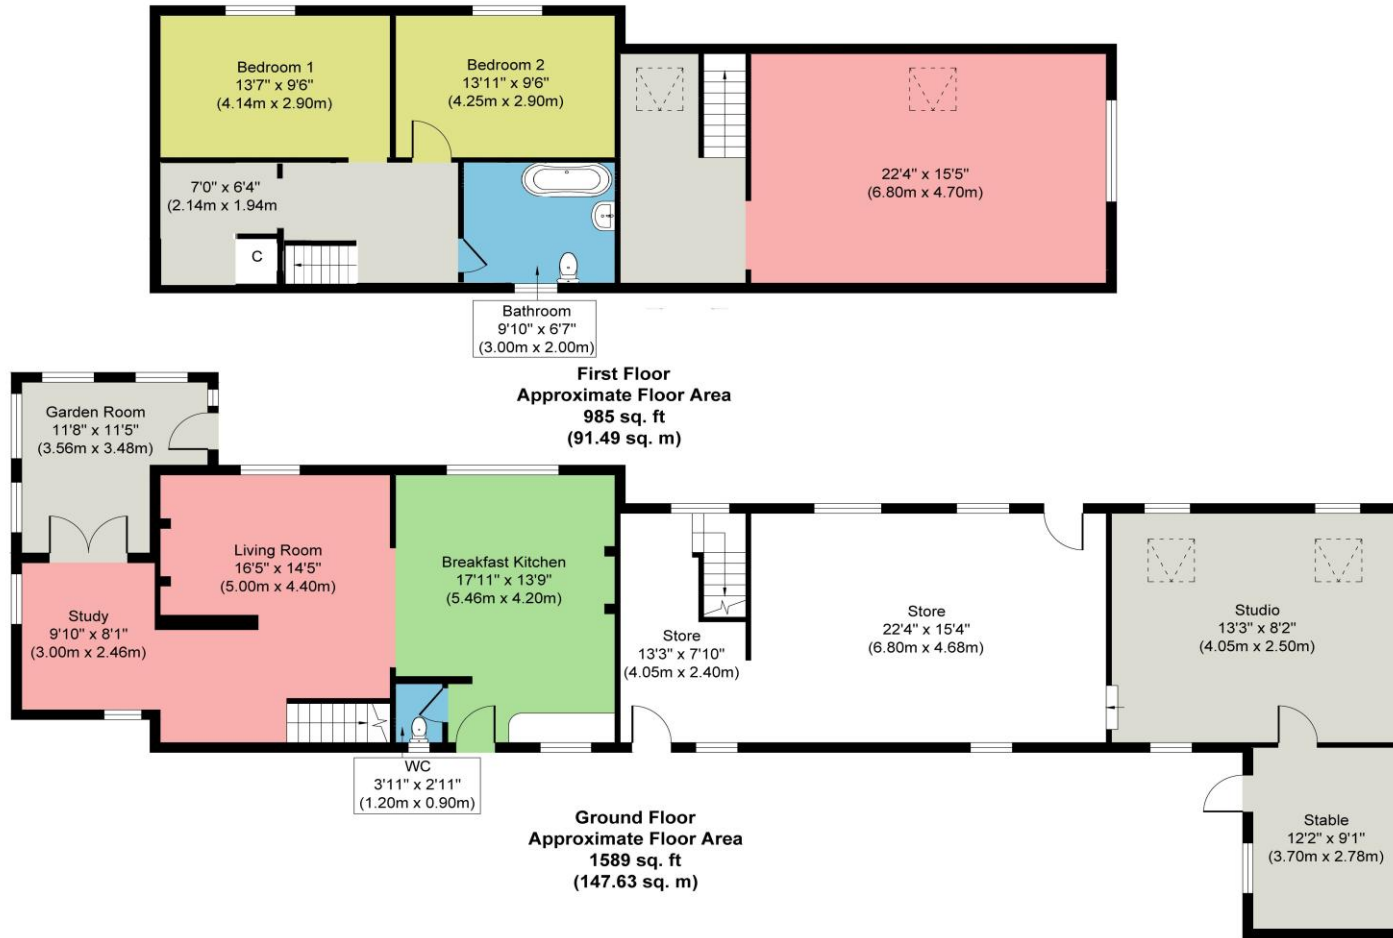 Bedroom 1
13'7" x 9'6"
(4.14m x 2.90m)
Bedroom 2
13'11" x 9'6"
(4.25m x 2.90m)
7'0" x 6'4"
(2.14m x 1.94m
C
22'4" x 15'5"
(6.80m x 4.70m)
Bathroom
9'10" x 6'7"
(3.00m x 2.00m)
First Floor
Approximate Floor Area
985 sq. ft
(91.49 sq. m)
Garden Room
11'8" x 11'5"
(3.56m x 3.48m)
Living Room
16'5" x 14'5"
(5.00m x 4.40m)
Breakfast Kitchen
17'11" x 13'9"
(5.46m x 4.20m)
Study
9'10" x 8'1"
(3.00m x 2.46m)
Store
13'3" x 7'10"
(4.05m x 2.40m)
Store
22'4" x 15'4"
(6.80m x 4.68m)
Studio
13'3" x 8'2"
(4.05m x 2.50m)
WC
3'11" x 2'11"
(1.20m x 0.90m)
Stable
12'2" x 9'1"
(3.70m x 2.78m)
Ground Floor
Approximate Floor Area
1589 sq. ft
(147.63 sq. m)